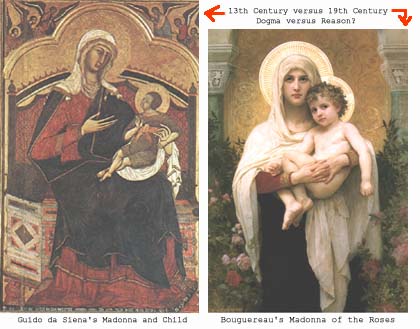 13th Century versus 19th Century
Dogma versus Reason?
Guido da Siena's Madonna and Child
Bouguereau's Madonna of the Roses